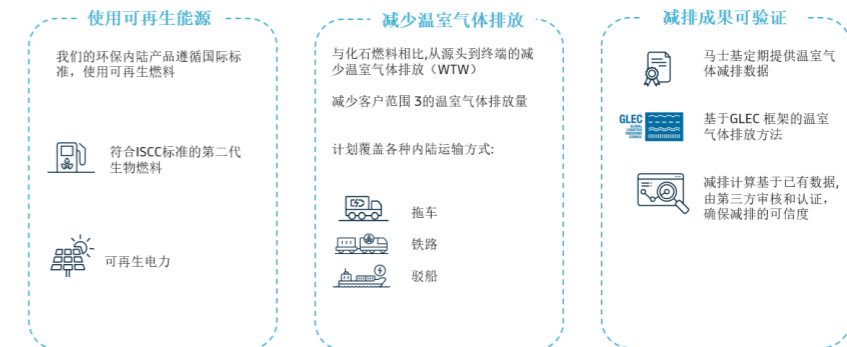 使用可再生能源
我们的环保内陆产品遵循国际标
准，使用可再生燃料
符合ISCC标准的第二代
生物燃料
可再生电力
减少温室气体排放
与化石燃料相比,从源头到终端的减
少温室气体排放（WTW）
减少客户范围 3的温室气体排放量
计划覆盖各种内陆运输方式:
拖车
铁路
驳船
减排成果可验证
马士基定期提供温室气
体减排数据
GLEC
基于GLEC 框架的温室
气体排放方法
减排计算基于已有数据,
由第三方审核和认证，
确保减排的可信度